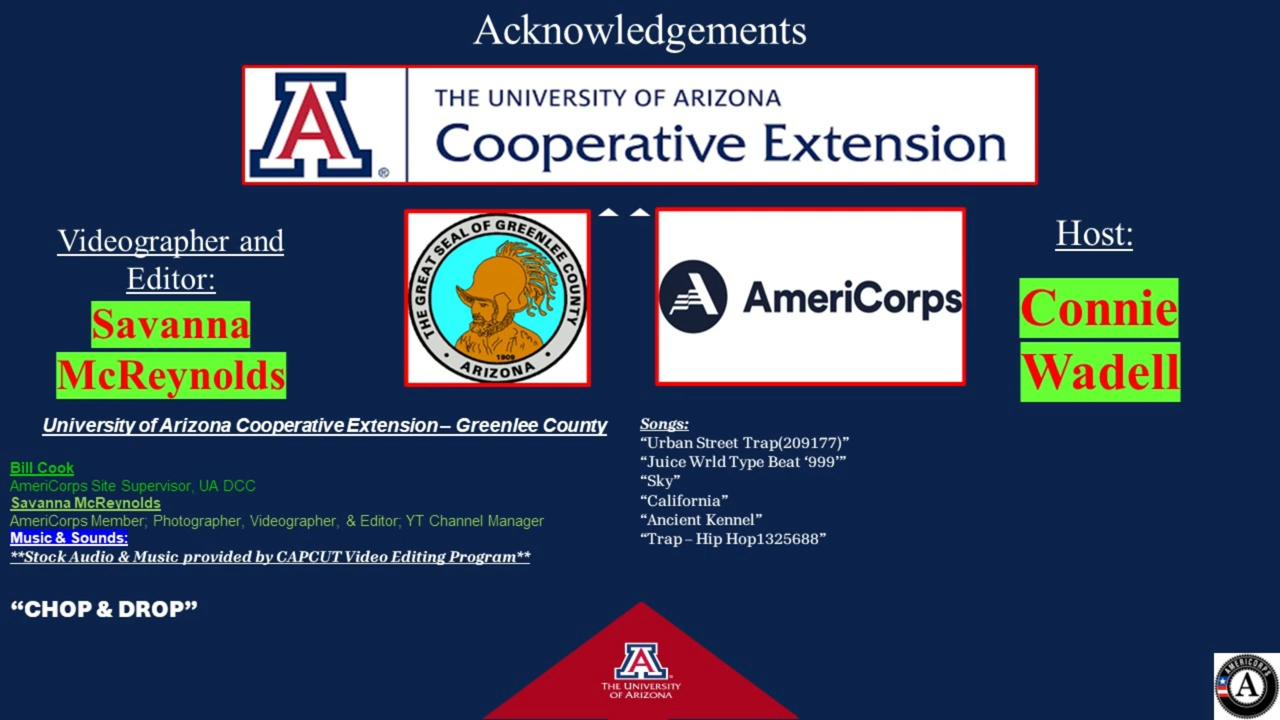 Acknowledgements
A
®
THE UNIVERSITY OF ARIZONA
Cooperative Extension
Videographer and
Editor:
Savanna
McReynolds
THE GREAT SEAL OF GREENLEE COUNTY
1909
• ARIZONA •
AmeriCorps
Host:
Connie
Wadell
University of Arizona Cooperative Extension – Greenlee County
Bill Cook
AmeriCorps Site Supervisor, UA DCC
Savanna McReynolds
AmeriCorps Member; Photographer, Videographer, & Editor; YT Channel Manager
Music & Sounds:
**Stock Audio & Music provided by CAPCUT Video Editing Program**
“CHOP & DROP”
Songs:
“Urban Street Trap(209177)”
“Juice Wrld Type Beat ‘999’”
“Sky”
“California”
“Ancient Kennel”
“Trap – Hip Hop1325688”
A
THE UNIVERSITY
OF ARIZONA
AMERICORPS
A